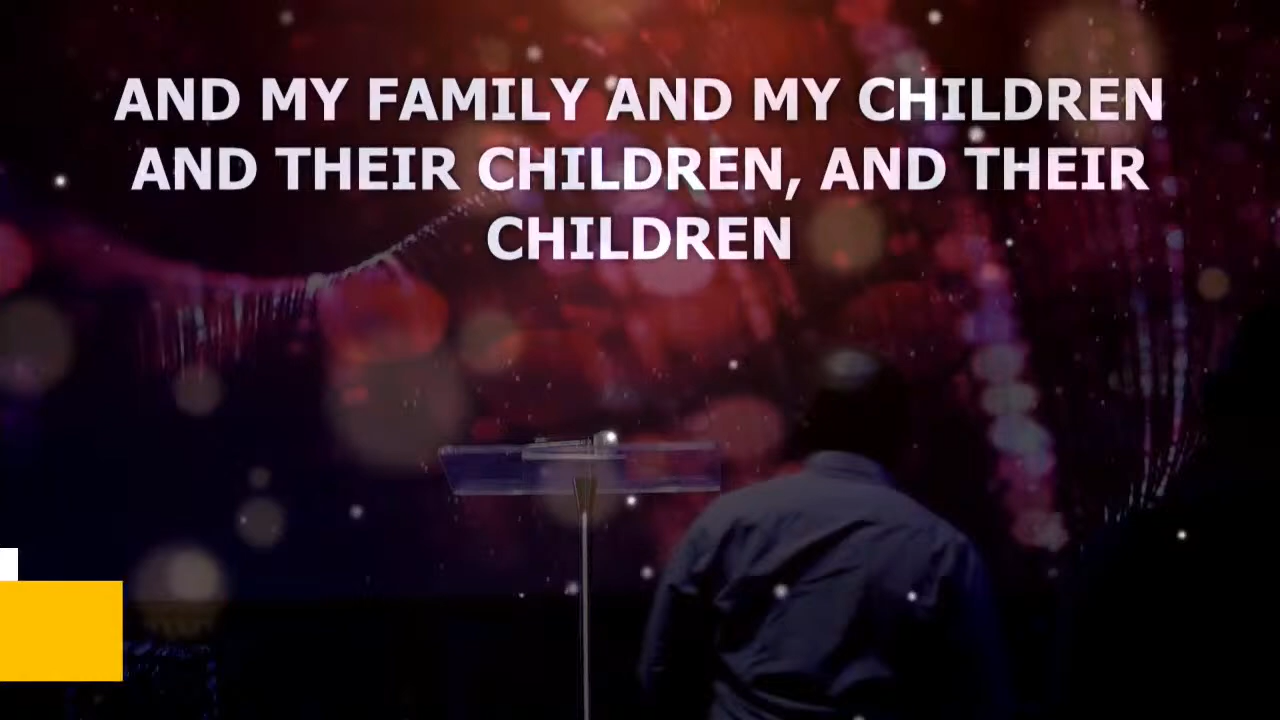 AND MY FAMILY AND MY CHILDREN
AND THEIR CHILDREN, AND THEIR
CHILDREN